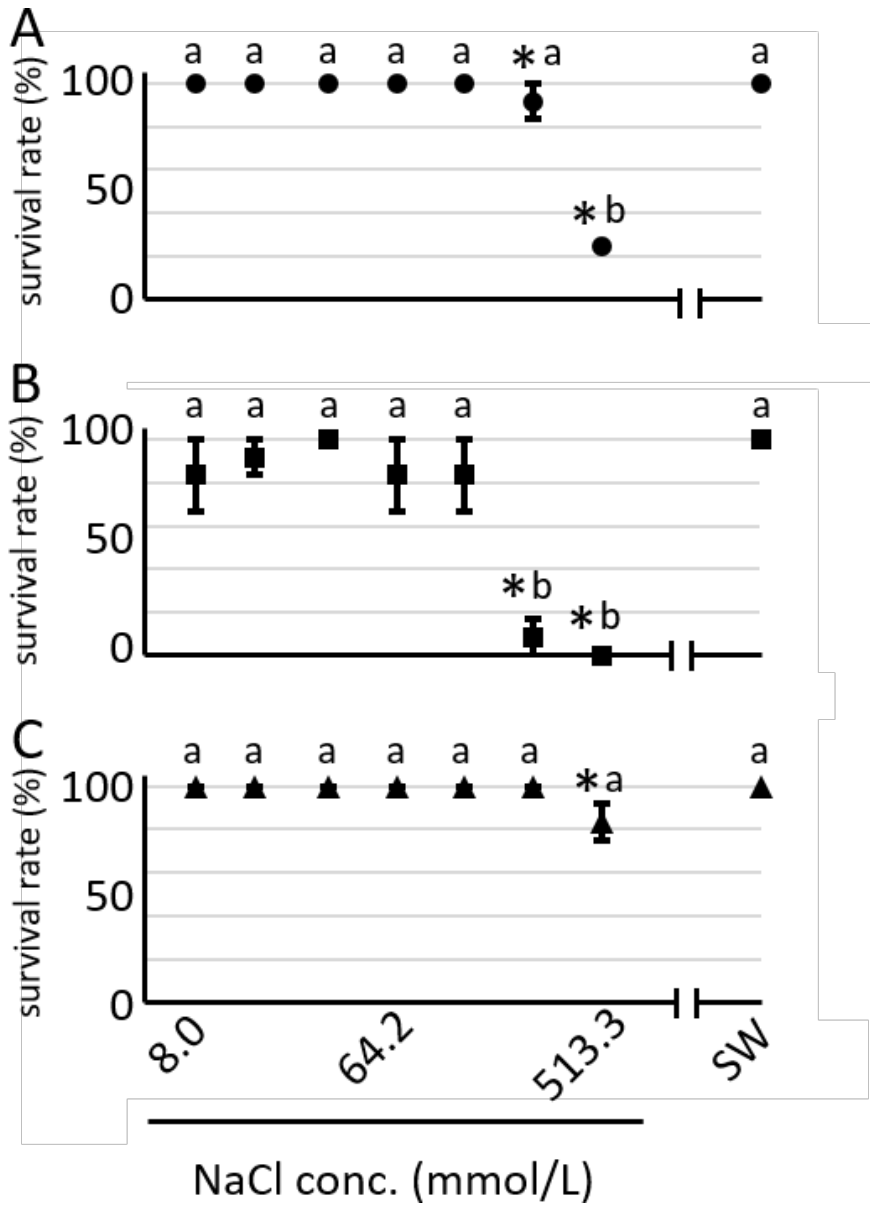 A
survival rate (%)
a a a a a *a a
100
*b
50
0
B
survival rate (%)
a a a a a a
100
50
*b
*b
0
C
survival rate (%)
a a a a a a a
100
*a
50
0
8.0 64.2 513.3 SW
NaCl conc. (mmol/L)